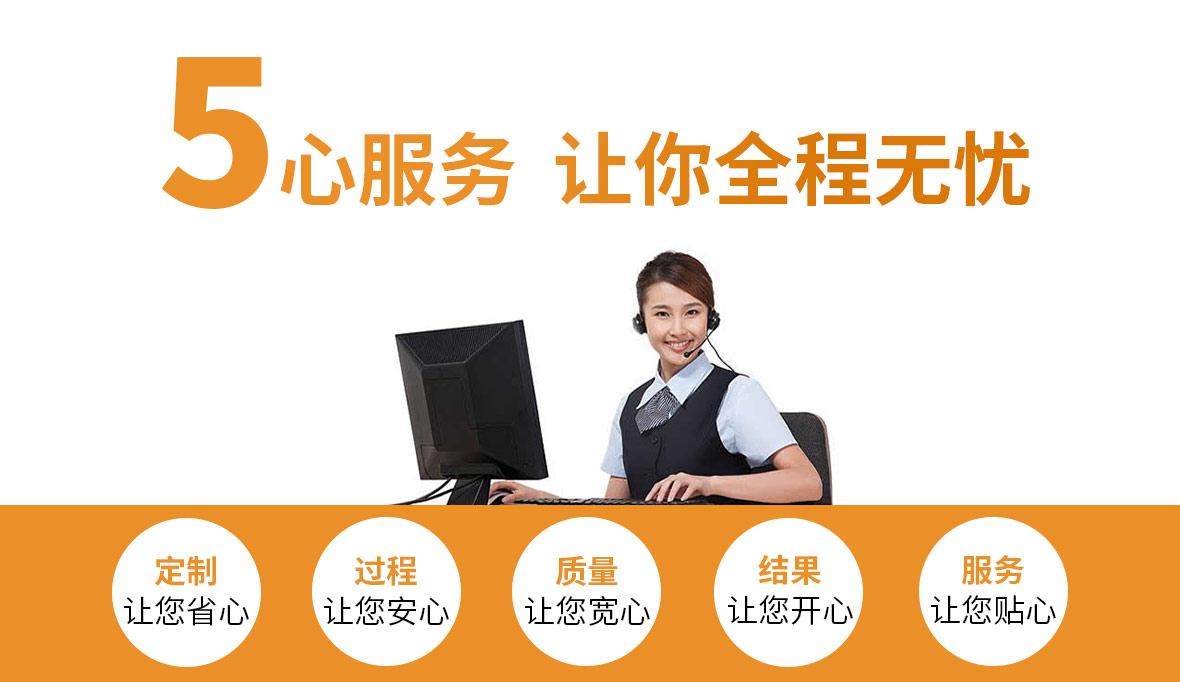 5心服务 让你全程无忧
定制
让您省心
过程
让您安心
质量
让您宽心
结果
让您开心
服务
让您贴心